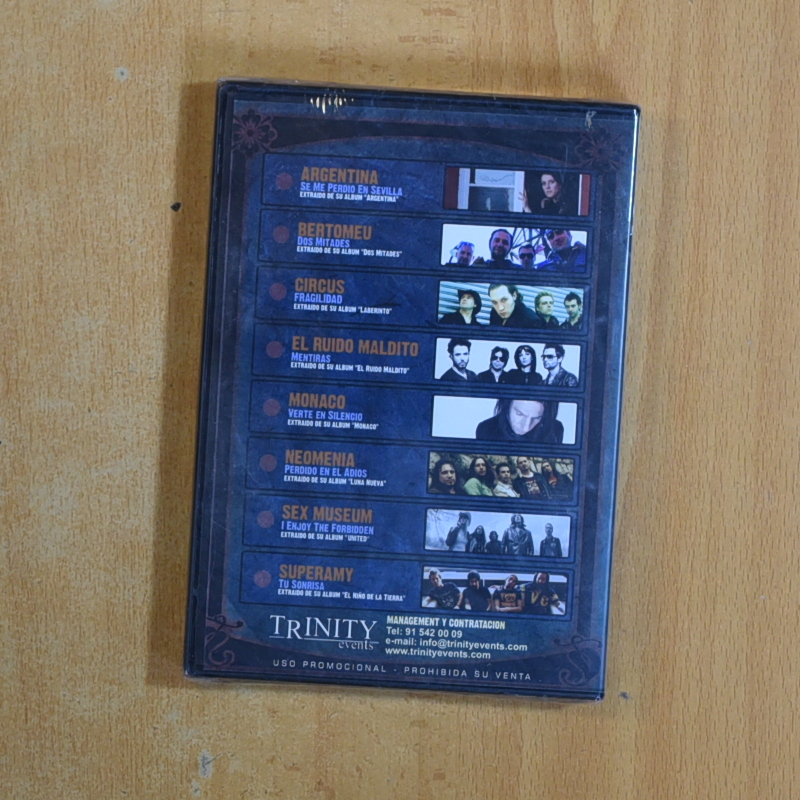 ARGENTINA
SE ME PERDIO EN SEVILLA
EXTRAIDO DE SU ALBUM "ARGENTINA"
BERTOMEU
DOS MITADES
EXTRAIDO DE SU ALBUM "DOS MITADES"
CIRCUS
FRAGILIDAD
EXTRAIDO DE SU ALBUM "LABERINTO"
EL RUIDO MALDITO
MENTIRAS
EXTRAIDO DE SU ALBUM "EL RUIDO MALDITO"
MONACO
VERTE EN SILENCIO
EXTRAIDO DE SU ALBUM "MONACO"
NEOMENIA
PERDIDO EN EL ADIOS
EXTRAIDO DE SU ALBUM "LUNA NUEVA"
SEX MUSEUM
I ENJOY THE FORBIDDEN
EXTRAIDO DE SU ALBUM "UNITED"
SUPERAMY
TU SONRISA
EXTRAIDO DE SU ALBUM "EL NIÑO DE LA TIERRA"
TRINITY
events
MANAGEMENT Y CONTRATACION
Tel: 91 542 00 09
e-mail: info@trinityevents.com
www.trinityevents.com
USO PROMOCIONAL - PROHIBIDA SU VENTA